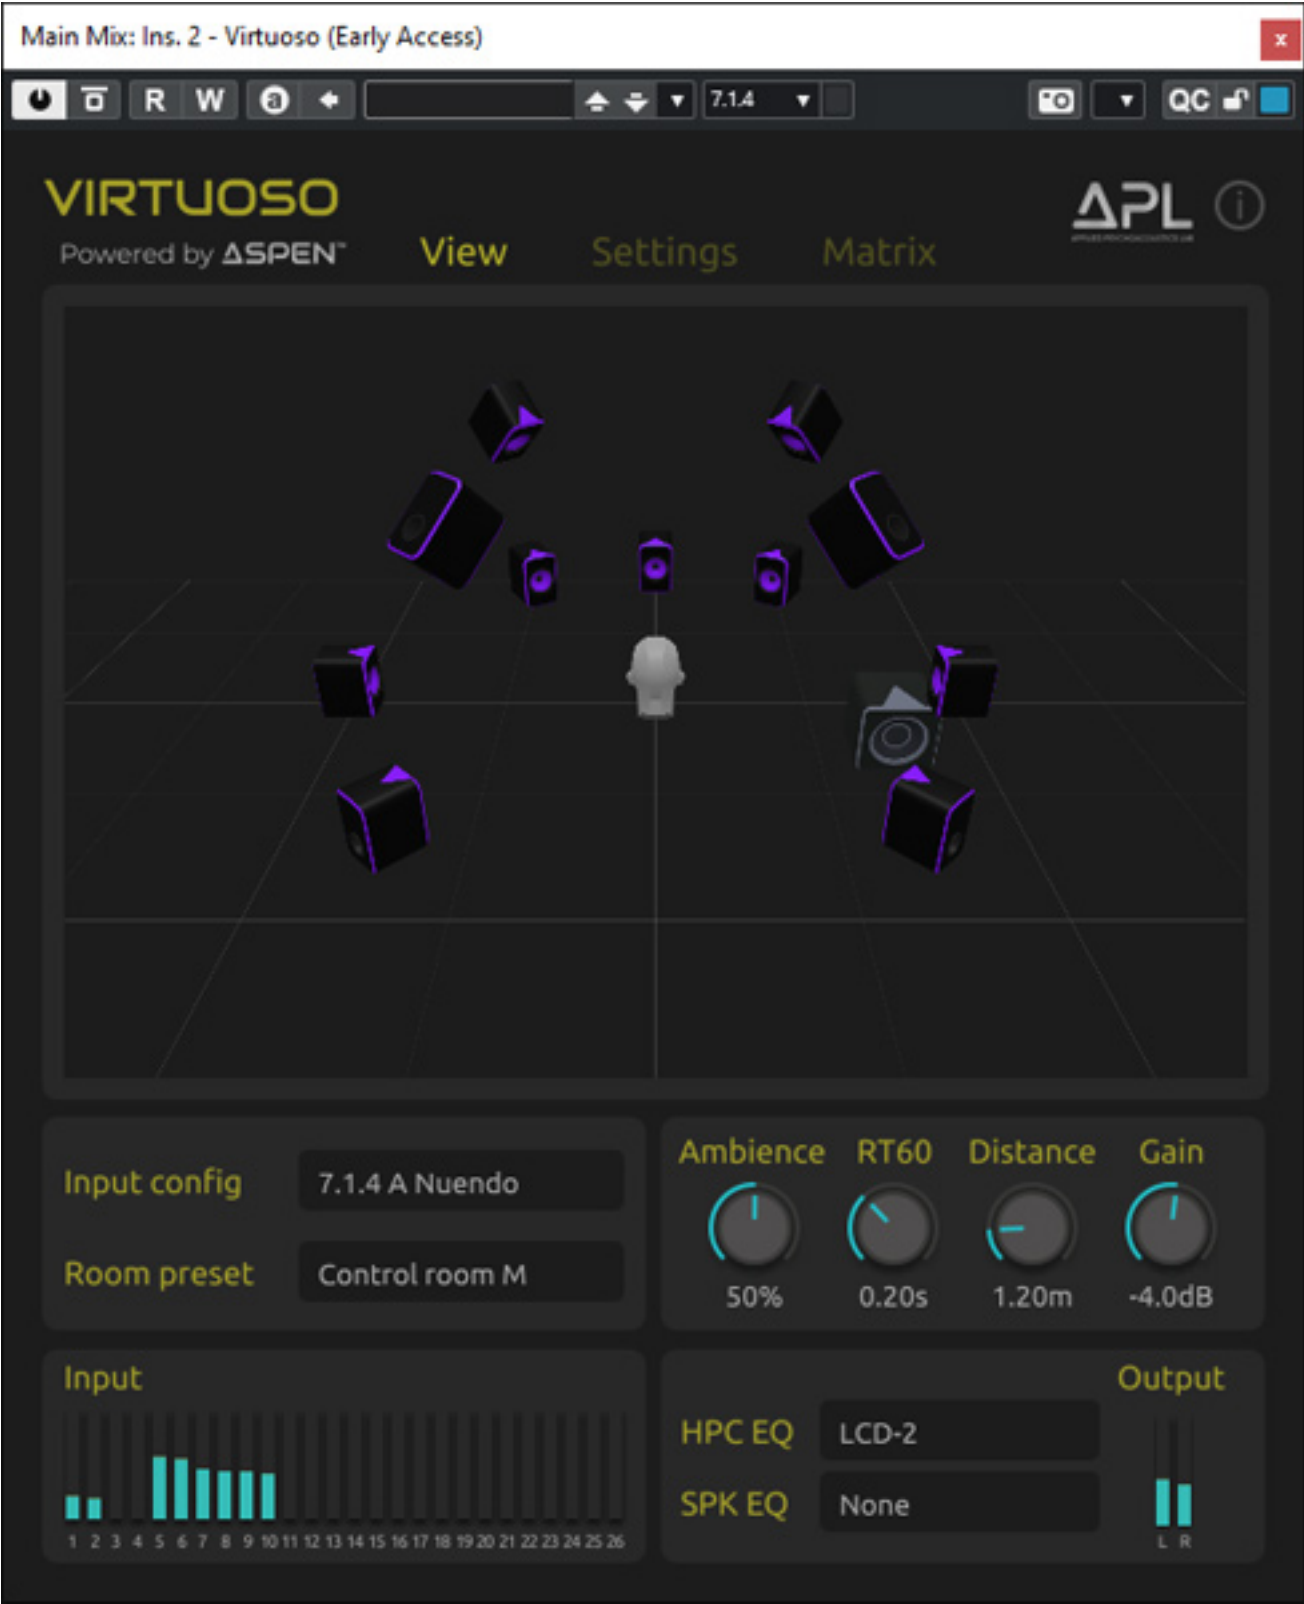 Main Mix: Ins. 2 - Virtuoso (Early Access)
x
R W a 7.1.4 QC
VIRTUOSO
APL i
Powered by ASPEN™
View Settings Matrix
Input config 7.1.4 A Nuendo
Room preset Control room M
Ambience RT60 Distance Gain
50% 0.20s 1.20m -4.0dB
Input
1 2 3 4 5 6 7 8 9 10 11 12 13 14 15 16 17 18 19 20 21 22 23 24 25 26
Output
HPC EQ LCD-2
SPK EQ None
L R